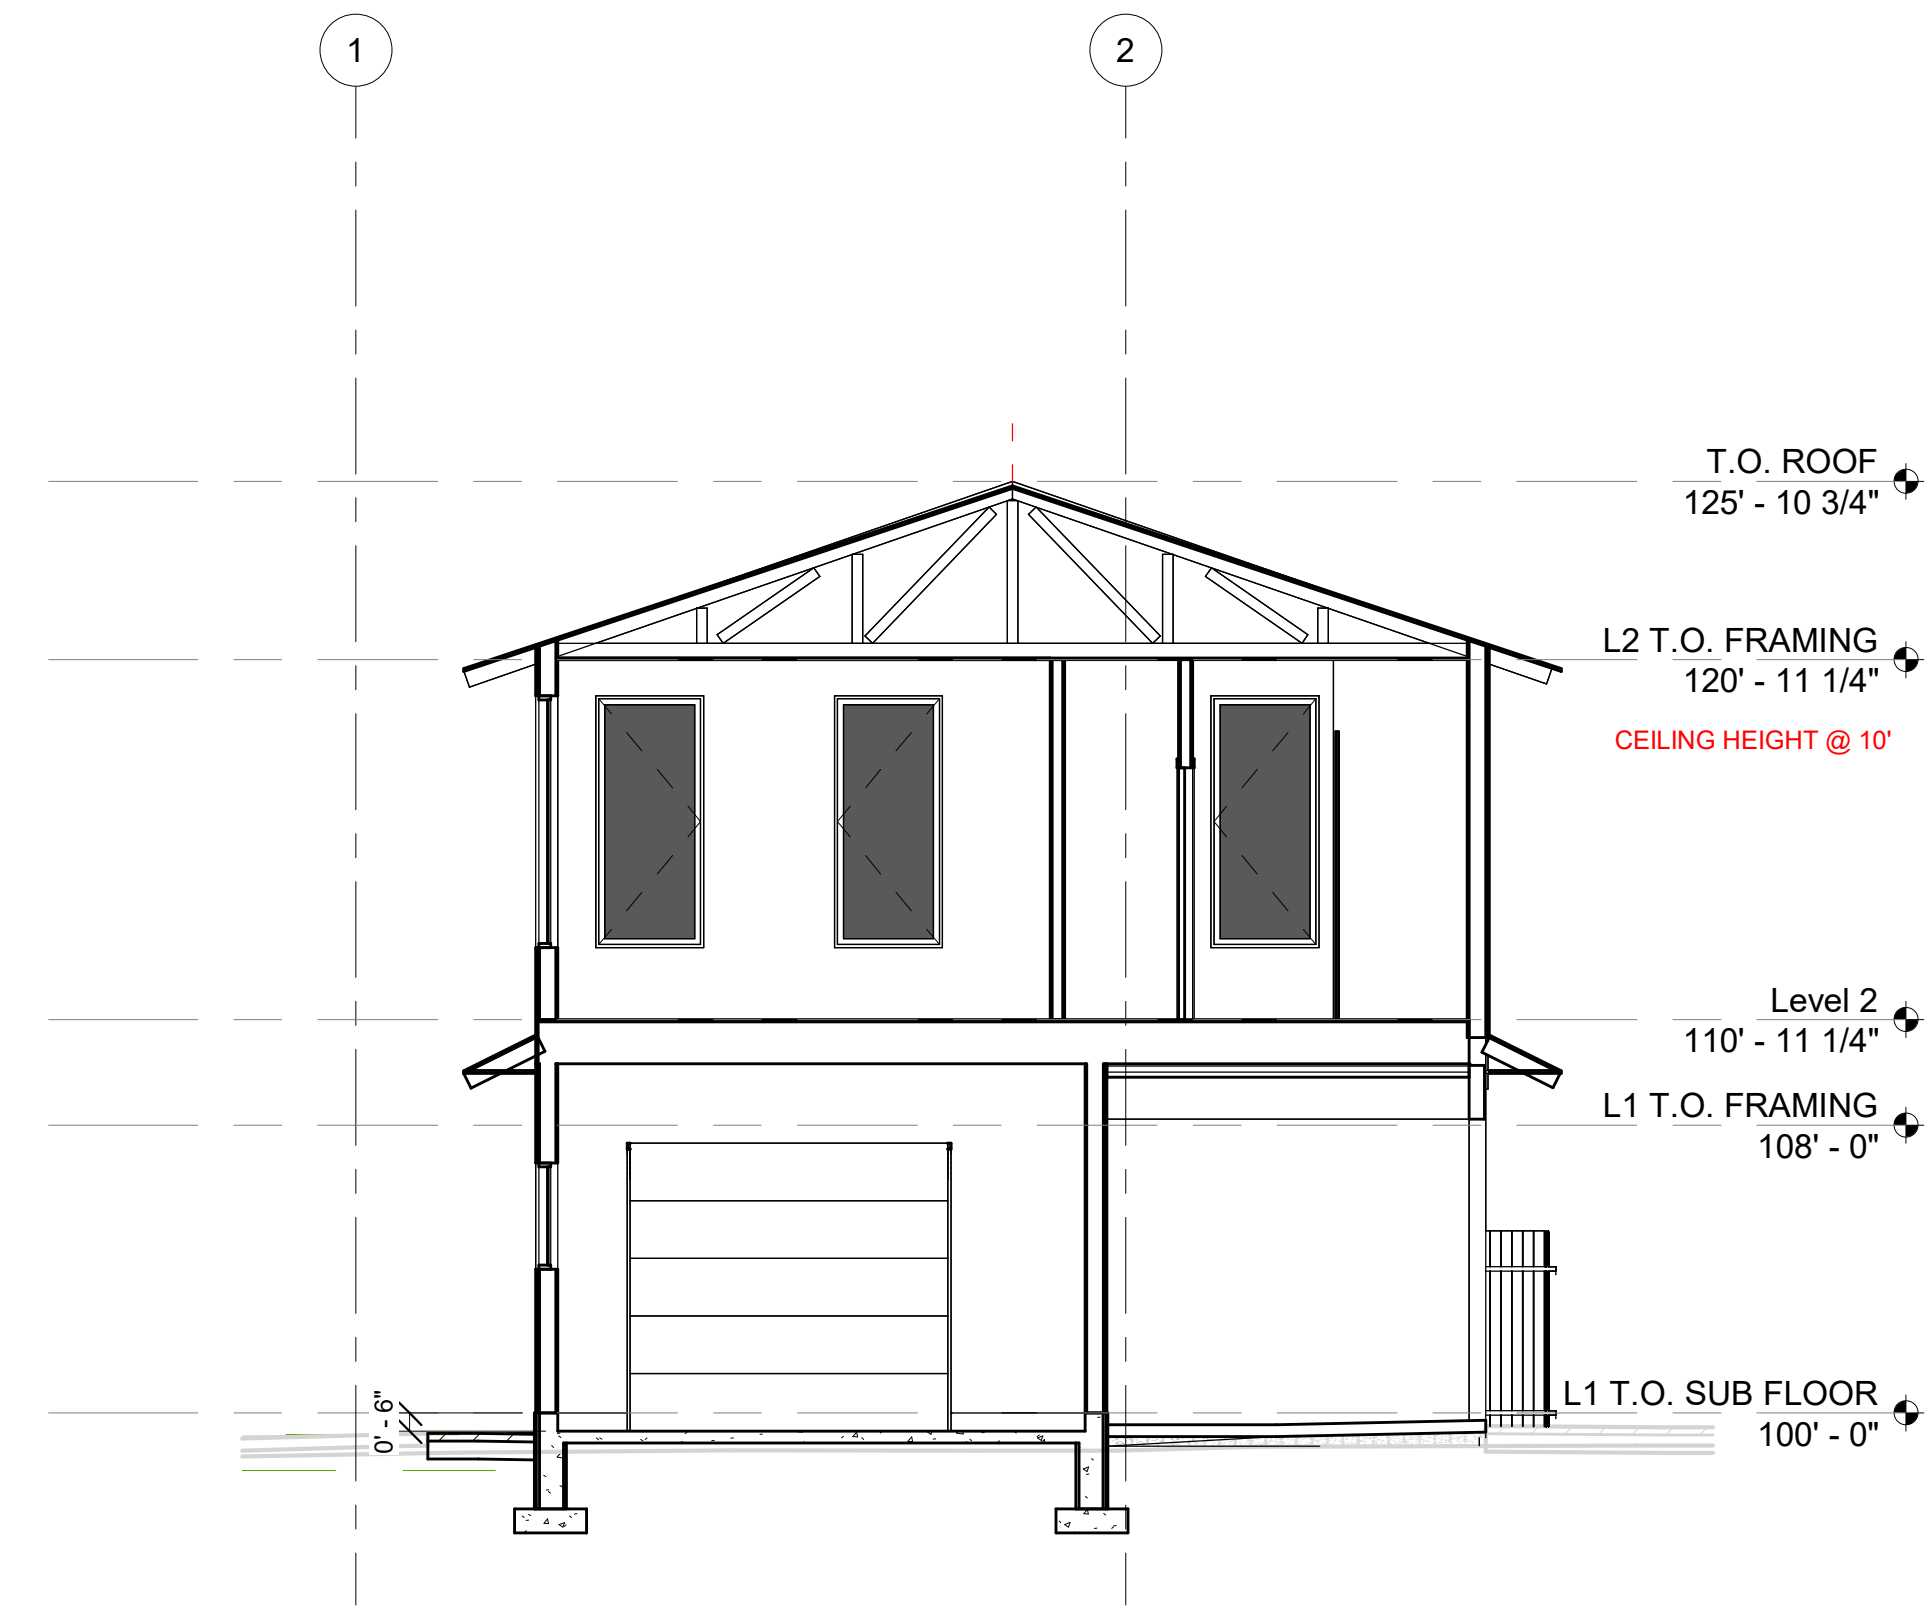 1
2
T.O. ROOF
125' - 10 3/4"
L2 T.O. FRAMING
120' - 11 1/4"
CEILING HEIGHT @ 10'
Level 2
110' - 11 1/4"
L1 T.O. FRAMING
108' - 0"
L1 T.O. SUB FLOOR
100' - 0"
0' - 6"